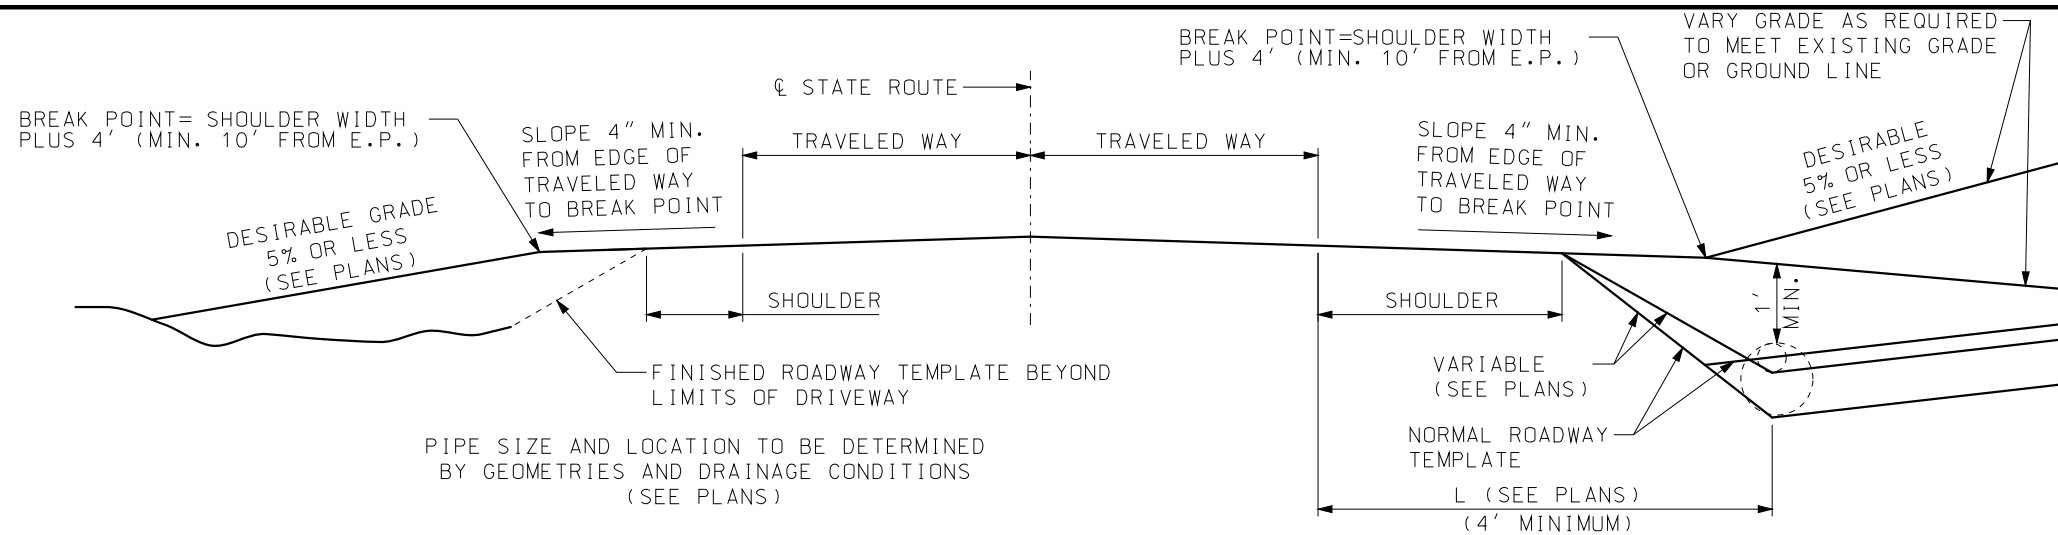 BREAK POINT= SHOULDER WIDTH
PLUS 4' (MIN. 10' FROM E.P.)
SLOPE 4" MIN.
FROM EDGE OF
TRAVELED WAY
TO BREAK POINT
DESIRABLE GRADE
5% OR LESS
(SEE PLANS)
℄ STATE ROUTE
TRAVELED WAY
TRAVELED WAY
BREAK POINT=SHOULDER WIDTH
PLUS 4' (MIN. 10' FROM E.P.)
SLOPE 4" MIN.
FROM EDGE OF
TRAVELED WAY
TO BREAK POINT
VARY GRADE AS REQUIRED
TO MEET EXISTING GRADE
OR GROUND LINE
DESIRABLE
5% OR LESS
(SEE PLANS)
SHOULDER
SHOULDER
1'
MIN.
FINISHED ROADWAY TEMPLATE BEYOND
LIMITS OF DRIVEWAY
VARIABLE
(SEE PLANS)
NORMAL ROADWAY
TEMPLATE
PIPE SIZE AND LOCATION TO BE DETERMINED
BY GEOMETRIES AND DRAINAGE CONDITIONS
(SEE PLANS)
L (SEE PLANS)
(4' MINIMUM)